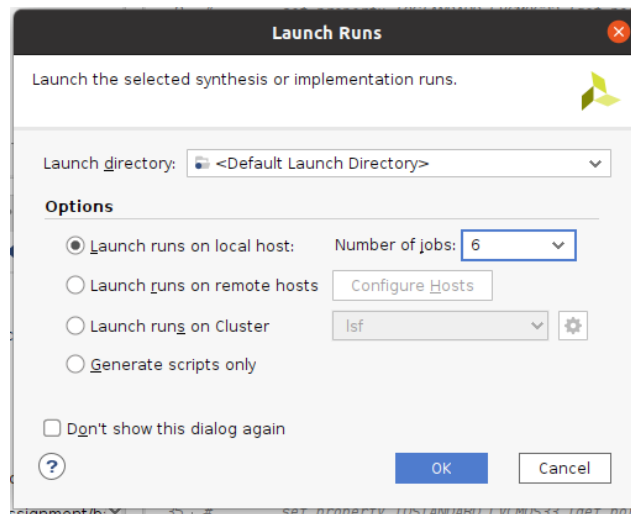 Launch Runs
Launch the selected synthesis or implementation runs.
Launch directory: <Default Launch Directory>
Options
Launch runs on local host: Number of jobs: 6
Launch runs on remote hosts Configure Hosts
Launch runs on Cluster lsf
Generate scripts only
Don't show this dialog again
? OK Cancel